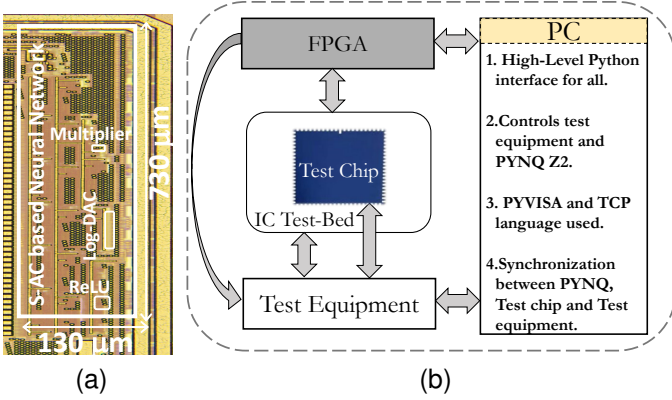 S-AC based Neural Network
Multiplier
730 µm
Log-DAC
ReLU
130 µm
(a)
FPGA
Test Chip
IC Test-Bed
Test Equipment
PC
1. High-Level Python
interface for all.
2.Controls test
equipment and
PYNQ Z2.
3. PYVISA and TCP
language used.
4.Synchronization
between PYNQ,
Test chip and Test
equipment.
(b)